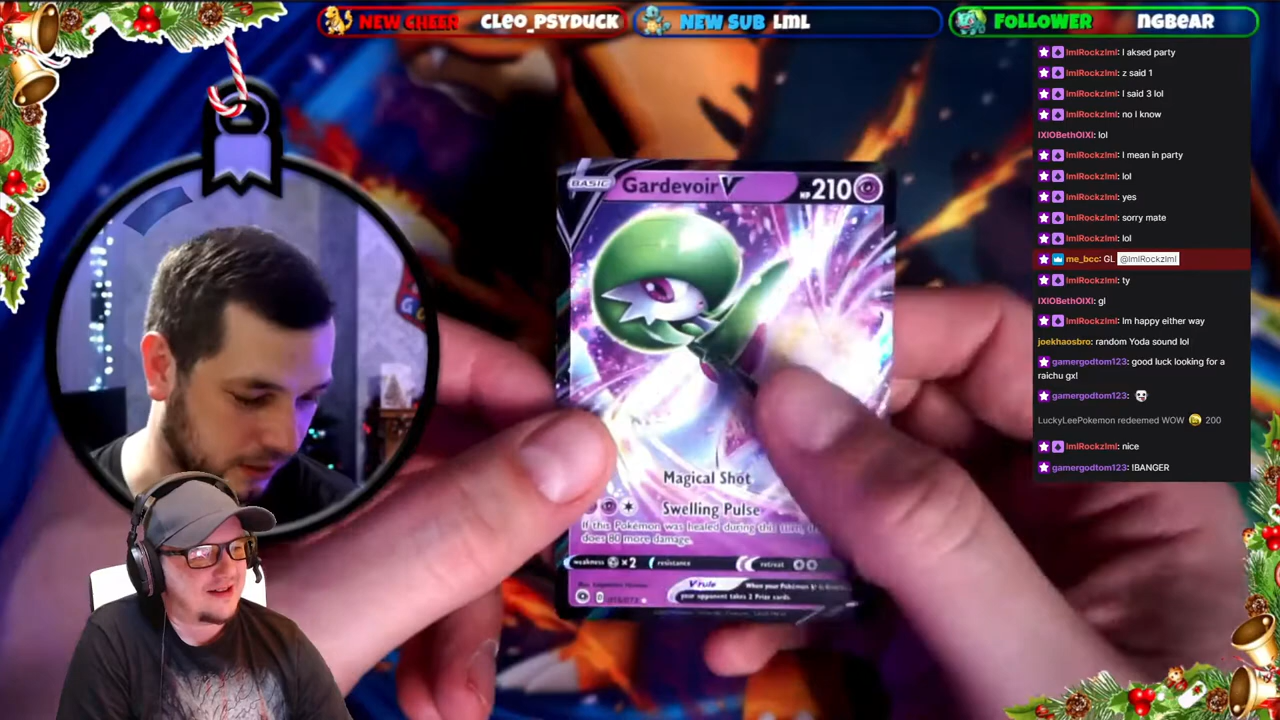 NEW CHEER CLEO_PSYDUCK NEW SUB LML FOLLOWER NGBEAR
lmlRockzlml: I aksed party
lmlRockzlml: z said 1
lmlRockzlml: I said 3 lol
lmlRockzlml: no I know
IXIOBethOIXI: lol
lmlRockzlml: I mean in party
lmlRockzlml: lol
lmlRockzlml: yes
lmlRockzlml: sorry mate
lmlRockzlml: lol
me_bcc: GL @lmlRockzlml
lmlRockzlml: ty
IXIOBethOIXI: gl
lmlRockzlml: Im happy either way
joekhaosbro: random Yoda sound lol
gamergodtom123: good luck looking for a
raichu gx!
gamergodtom123:
LuckyLeePokemon redeemed WOW 200
lmlRockzlml: nice
gamergodtom123: !BANGER
BASIC Gardevoir V HP 210
Magical Shot
Swelling Pulse
If this Pokémon was healed during this turn,
does 80 more damage.
weakness ×2 resistance retreat
V rule When your Pokémon V is
your opponent takes 2 Prize cards.